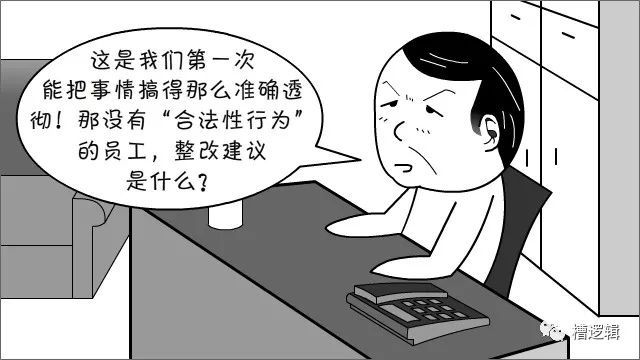 这是我们第一次
能把事情搞得那么准确透
彻！那没有“合法性行为”
的员工，整改建议
是什么？
槽逻辑